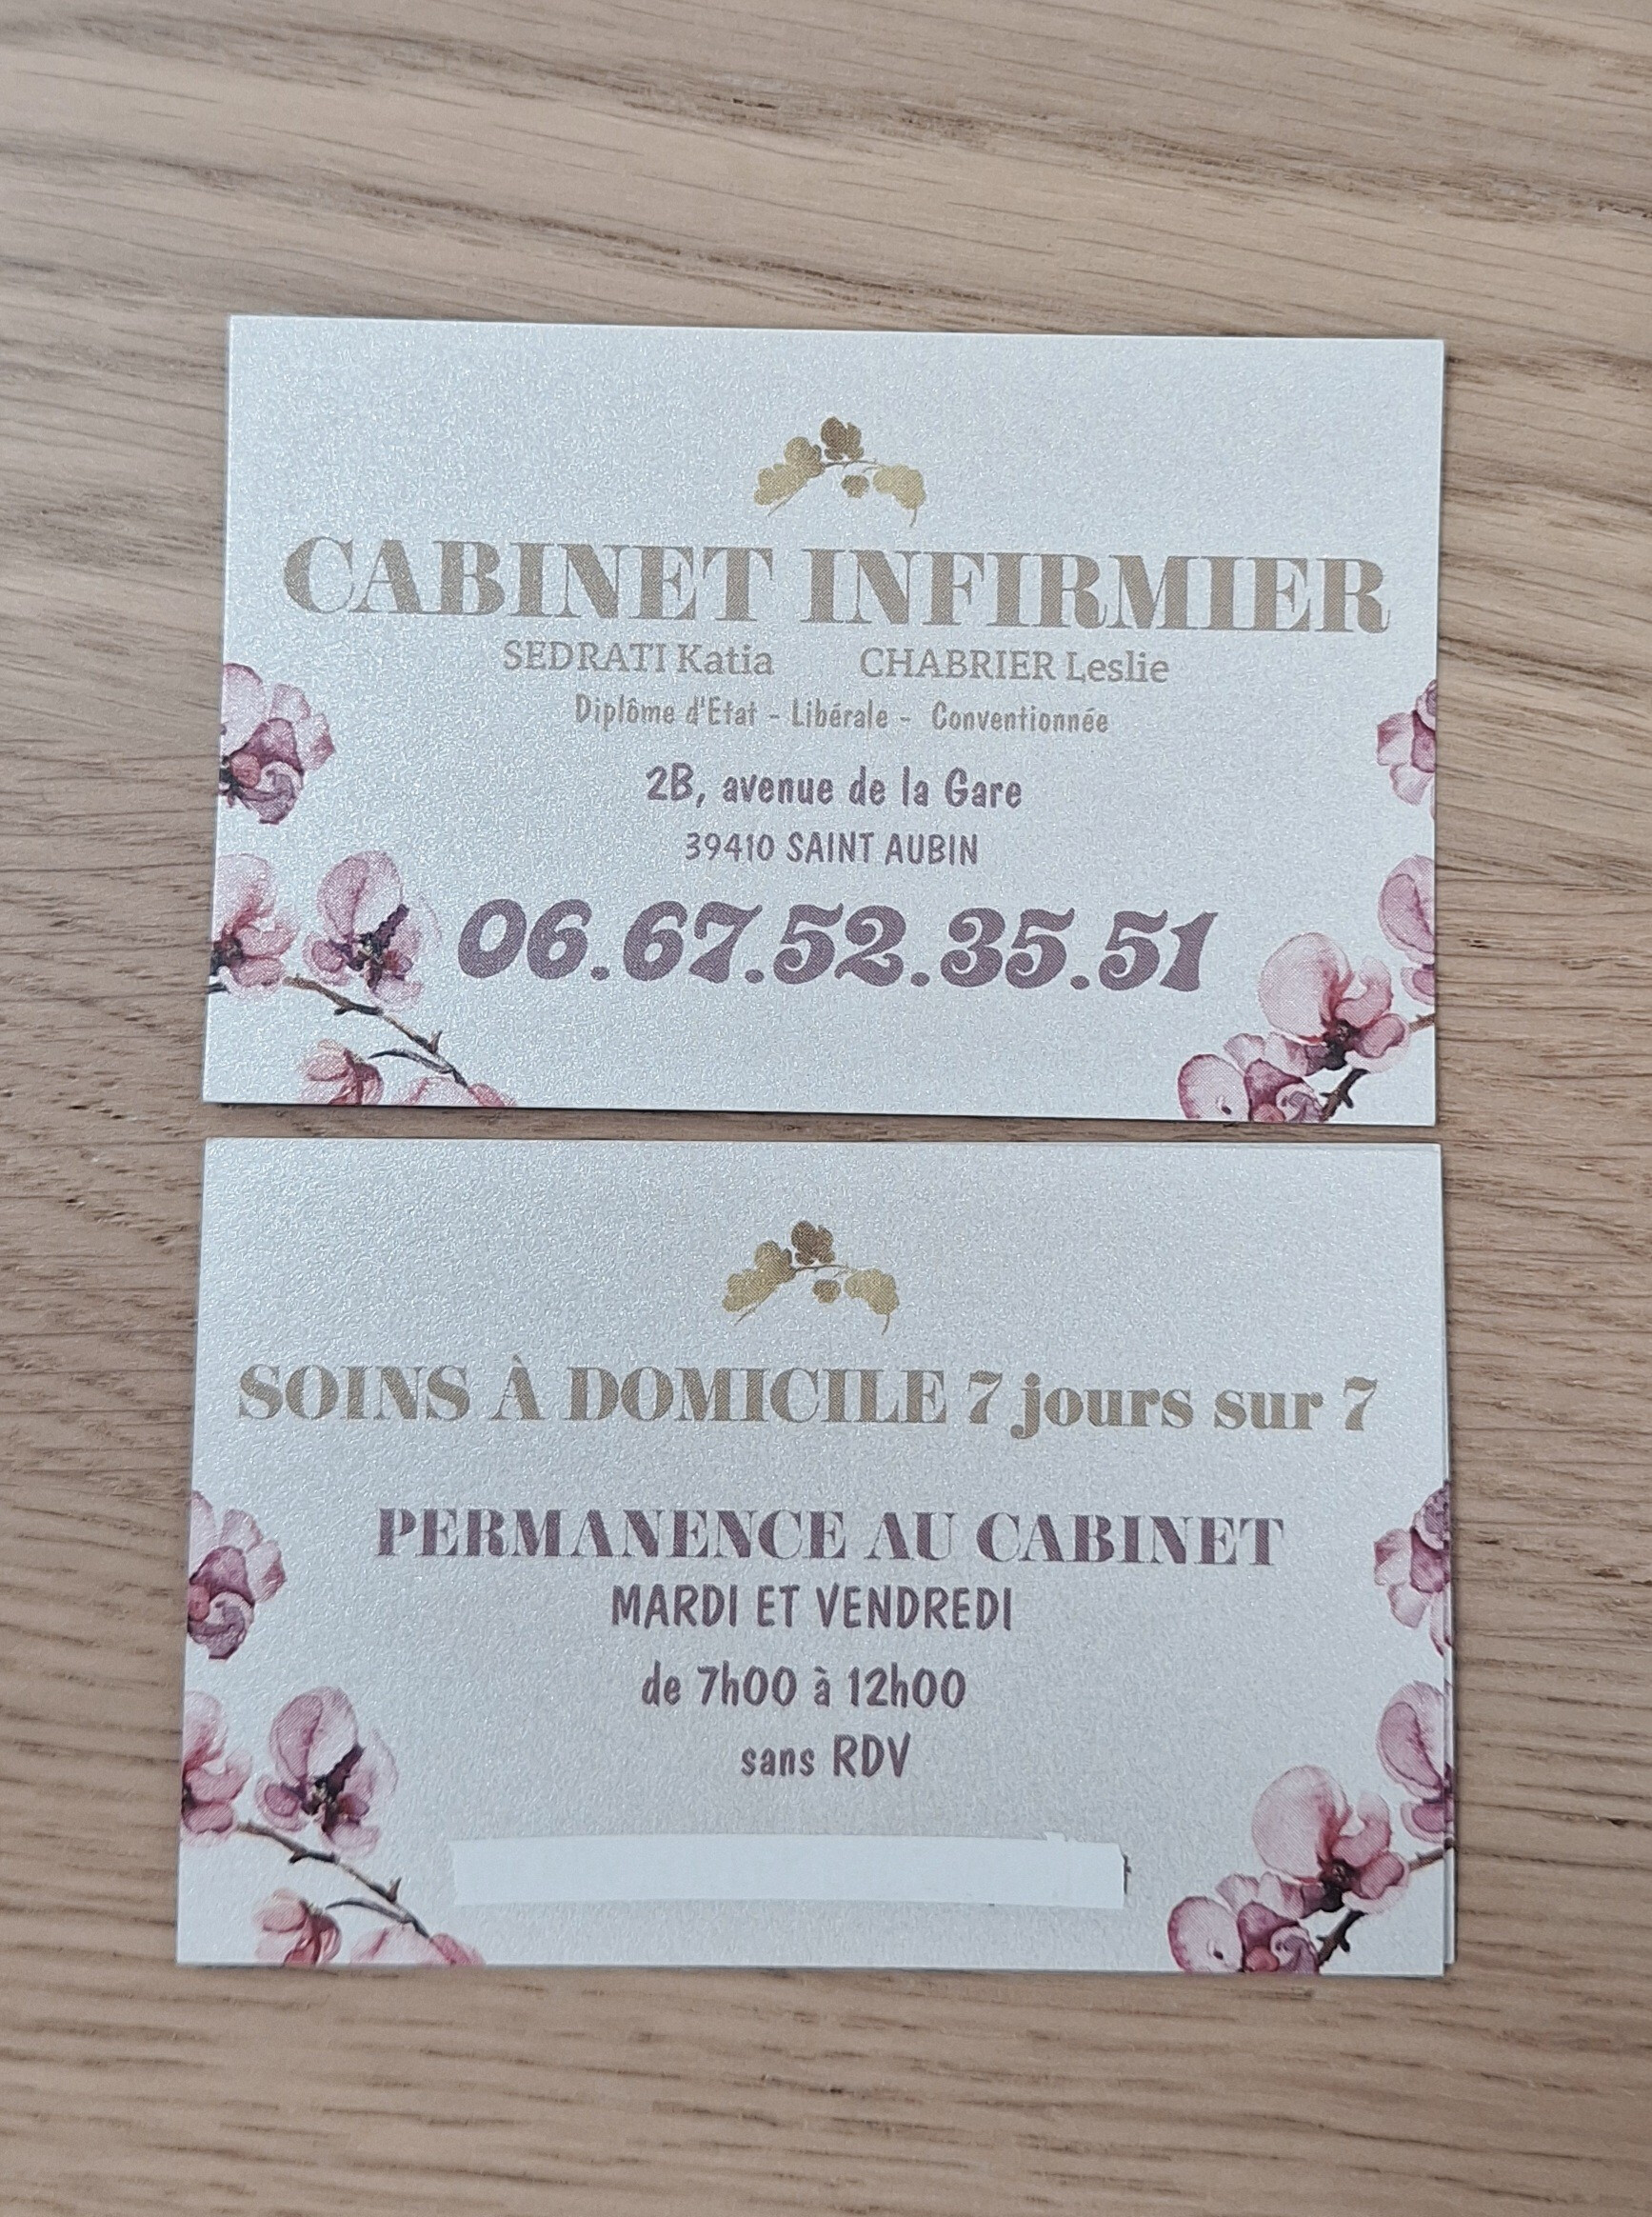 CABINET INFIRMIER
SEDRATI Katia CHABRIER Leslie
Diplôme d'Etat - Libérale - Conventionnée
2B, avenue de la Gare
39410 SAINT AUBIN
06.67.52.35.51
SOINS À DOMICILE 7 jours sur 7
PERMANENCE AU CABINET
MARDI ET VENDREDI
de 7h00 à 12h00
sans RDV